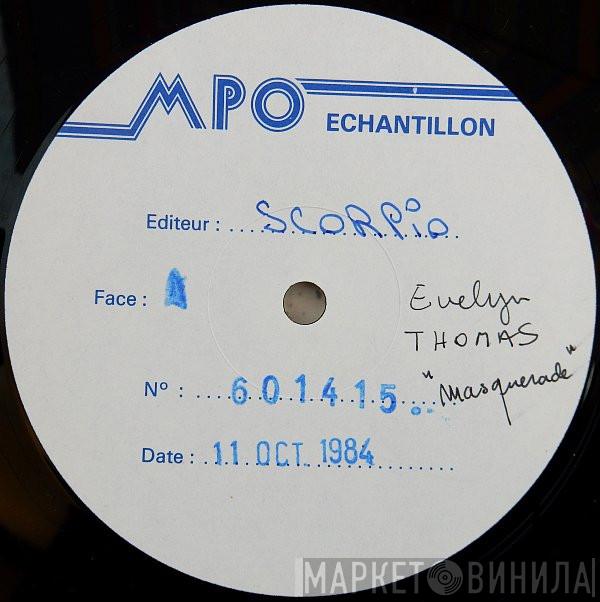 MPO ECHANTILLON
Editeur : SCORPiO
Face : A
Evelyn
THOMAS
"Masquerade"
N° : 601415
Date : 11 OCT. 1984
МАРКЕТ ВИНИЛА